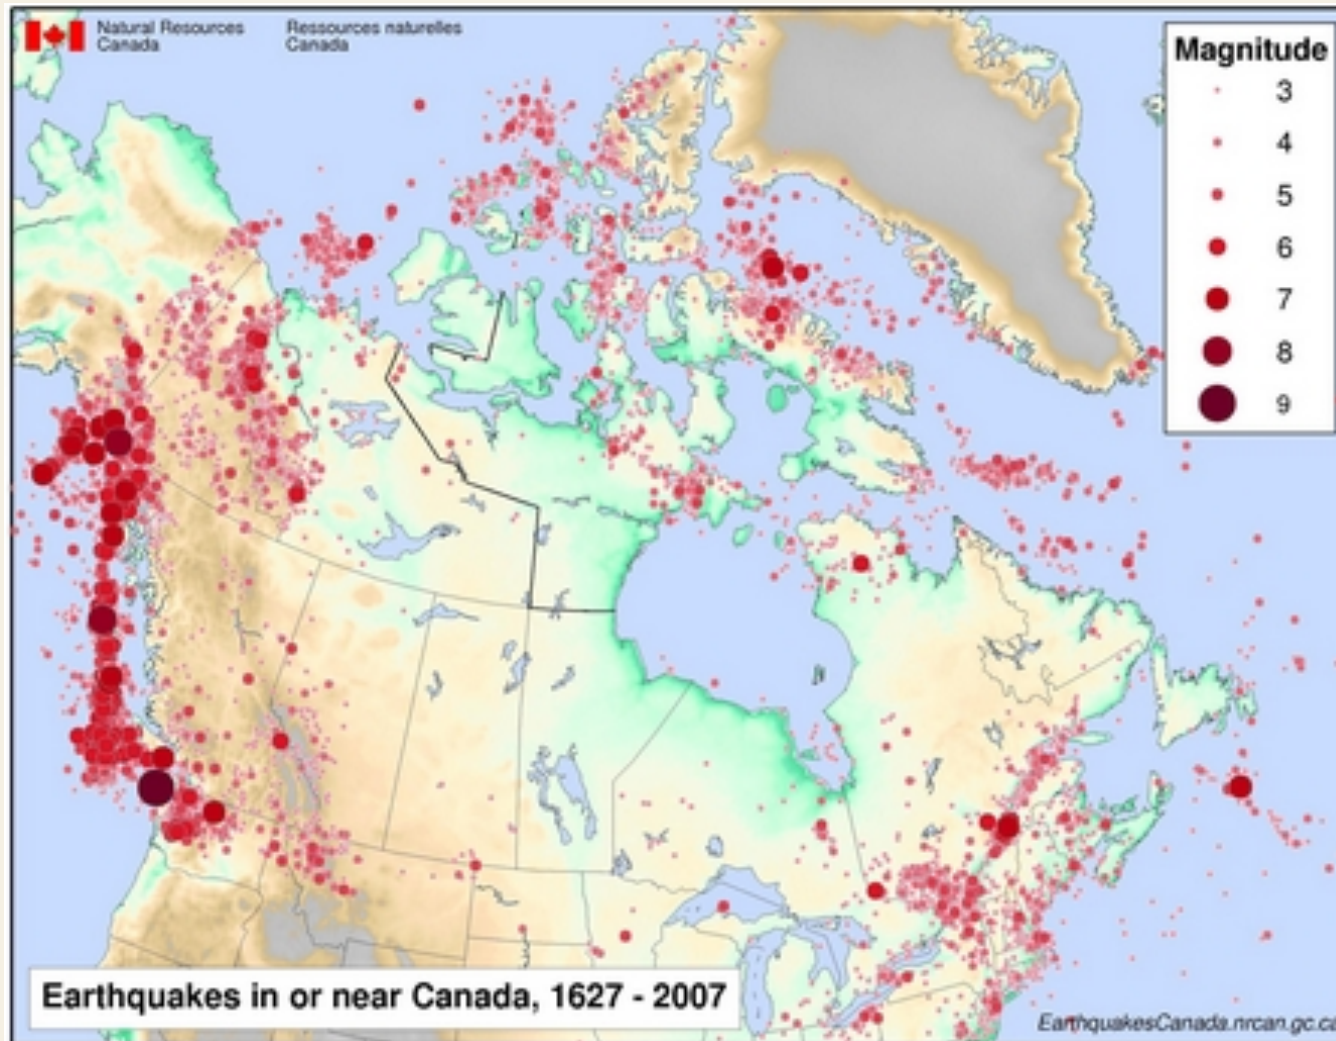 Natural Resources
Canada
Ressources naturelles
Canada
Magnitude
3
4
5
6
7
8
9
Earthquakes in or near Canada, 1627 - 2007
EarthquakesCanada.nrcan.gc.ca